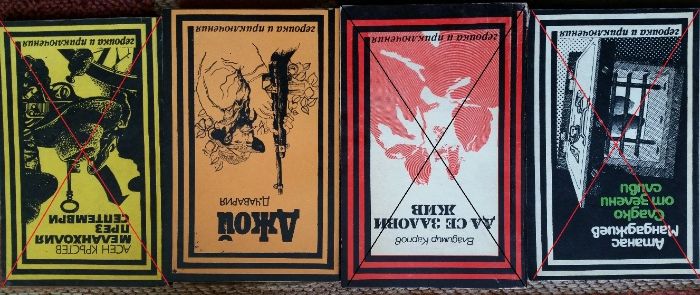 Атанас
Мандаджиев
Сладко
от зелени
сливи
героика и приключения
Владимир Карпов
ДА СЕ ЗАЛОВИ
ЖИВ
героика и приключения
Джой
Д.ЧАВАРИЯ
героика и приключения
АСЕН КРЪСТЕВ
МЕЛАНХОЛИЯ
ПРЕЗ
СЕПТЕМВРИ
героика и приключения